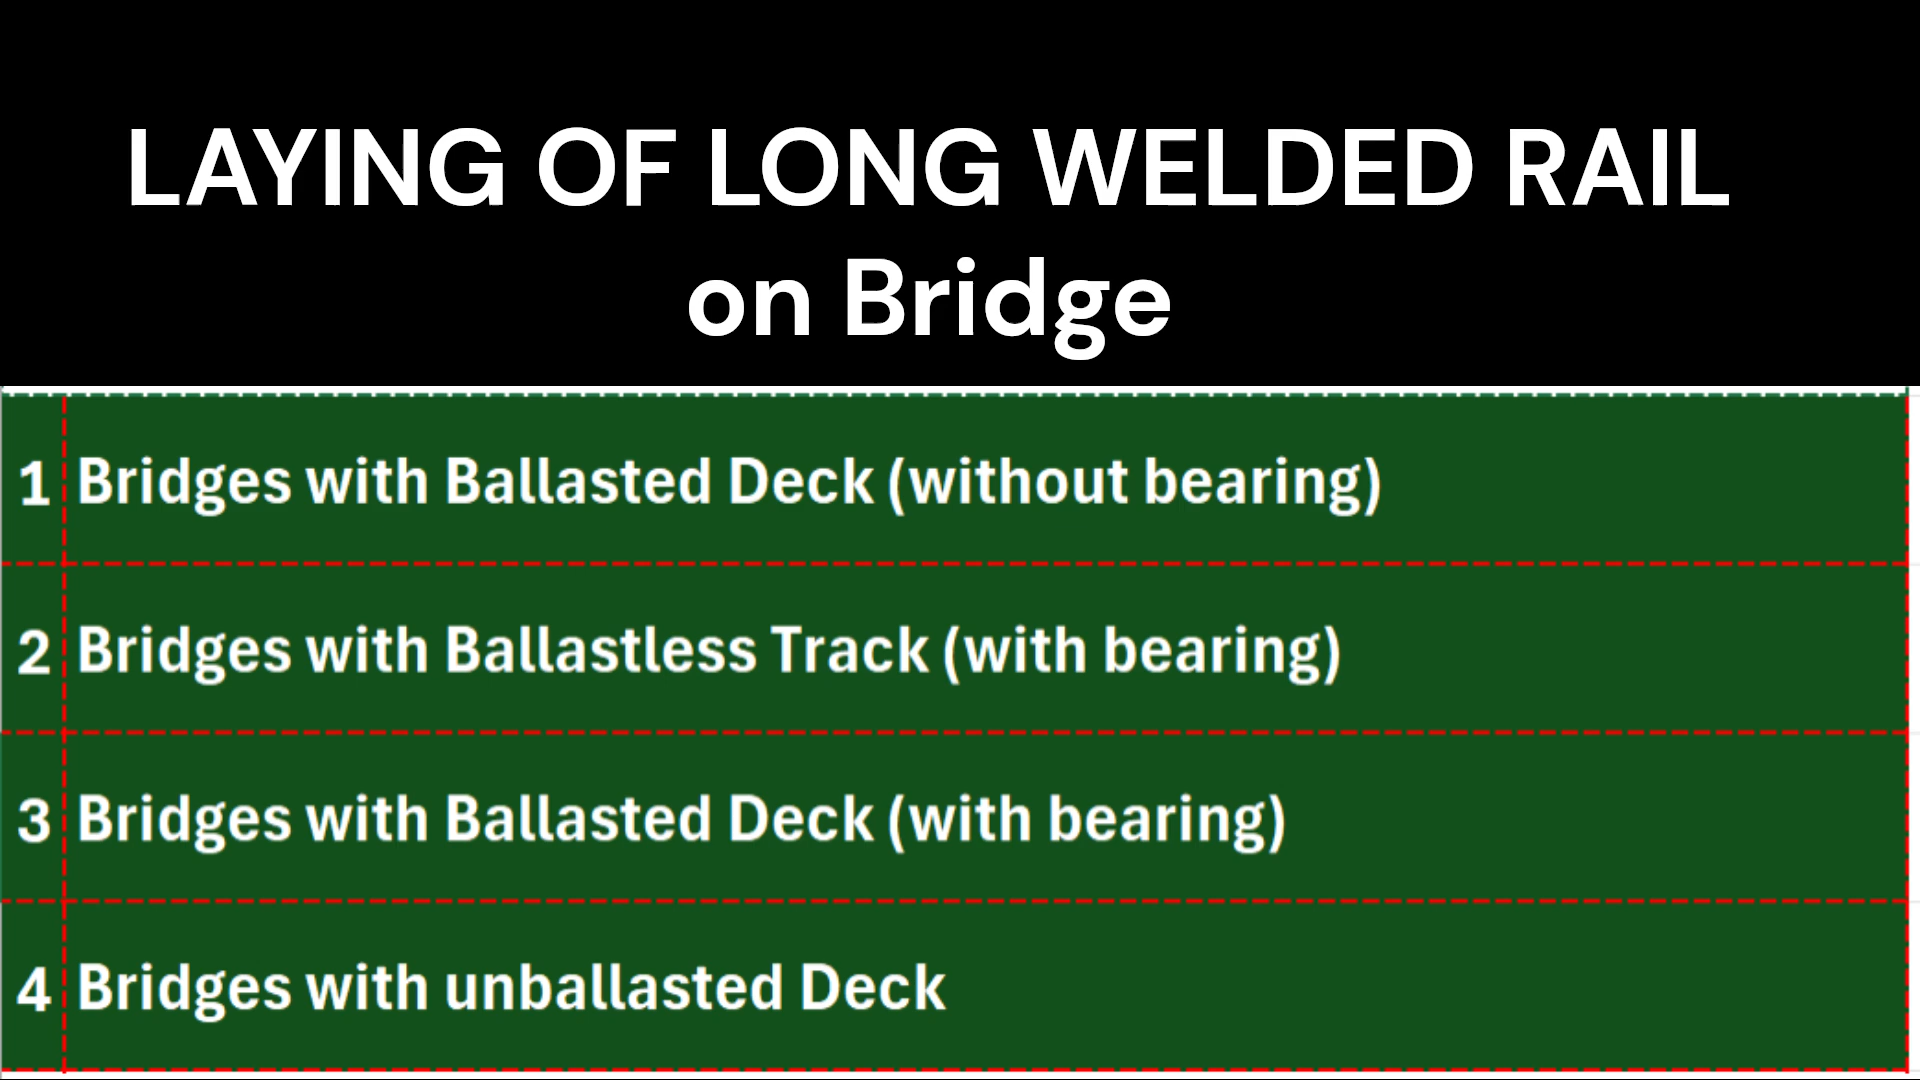 LAYING OF LONG WELDED RAIL
on Bridge
1 Bridges with Ballasted Deck (without bearing)
2 Bridges with Ballastless Track (with bearing)
3 Bridges with Ballasted Deck (with bearing)
4 Bridges with unballasted Deck